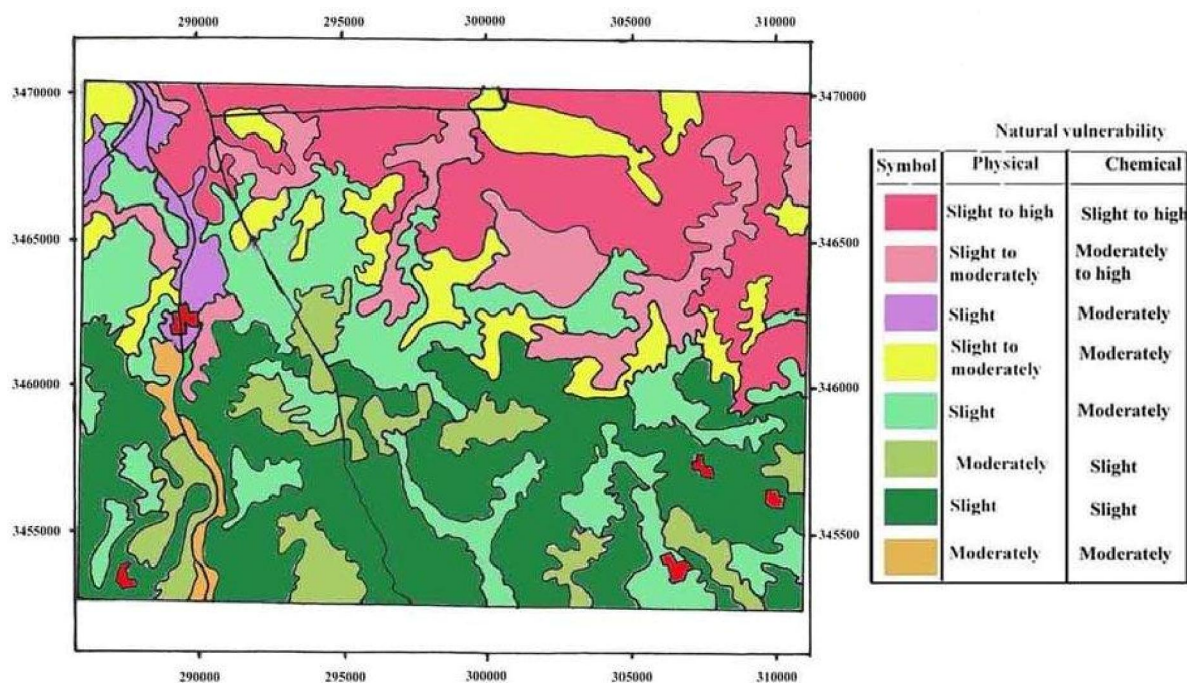 290000 295000 300000 305000 310000
3470000 3470000
3465000 346500
3460000 346000
3455000 345500
290000 295000 300000 305000 310000
Natural vulnerability
Symbol Physical Chemical
Slight to high Slight to high
Slight to Moderately
moderately to high
Slight Moderately
Slight to Moderately
moderately
Slight Moderately
Moderately Slight
Slight Slight
Moderately Moderately